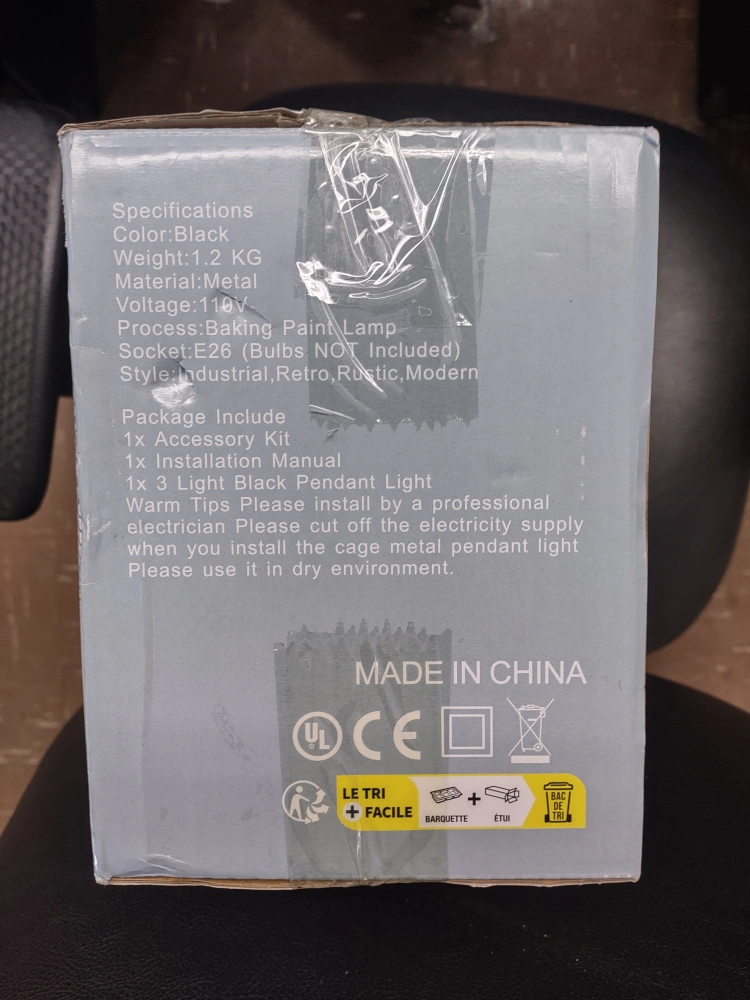 Specifications
Color:Black
Weight:1.2 KG
Material:Metal
Voltage:110V
Process:Baking Paint Lamp
Socket:E26 (Bulbs NOT Included)
Style:Industrial,Retro,Rustic,Modern
Package Include
1x Accessory Kit
1x Installation Manual
1x 3 Light Black Pendant Light
Warm Tips Please install by a professional
electrician Please cut off the electricity supply
when you install the cage metal pendant light
Please use it in dry environment.
MADE IN CHINA
UL CE
LE TRI
+ FACILE
BARQUETTE + ÉTUI
BAC
DE
TRI